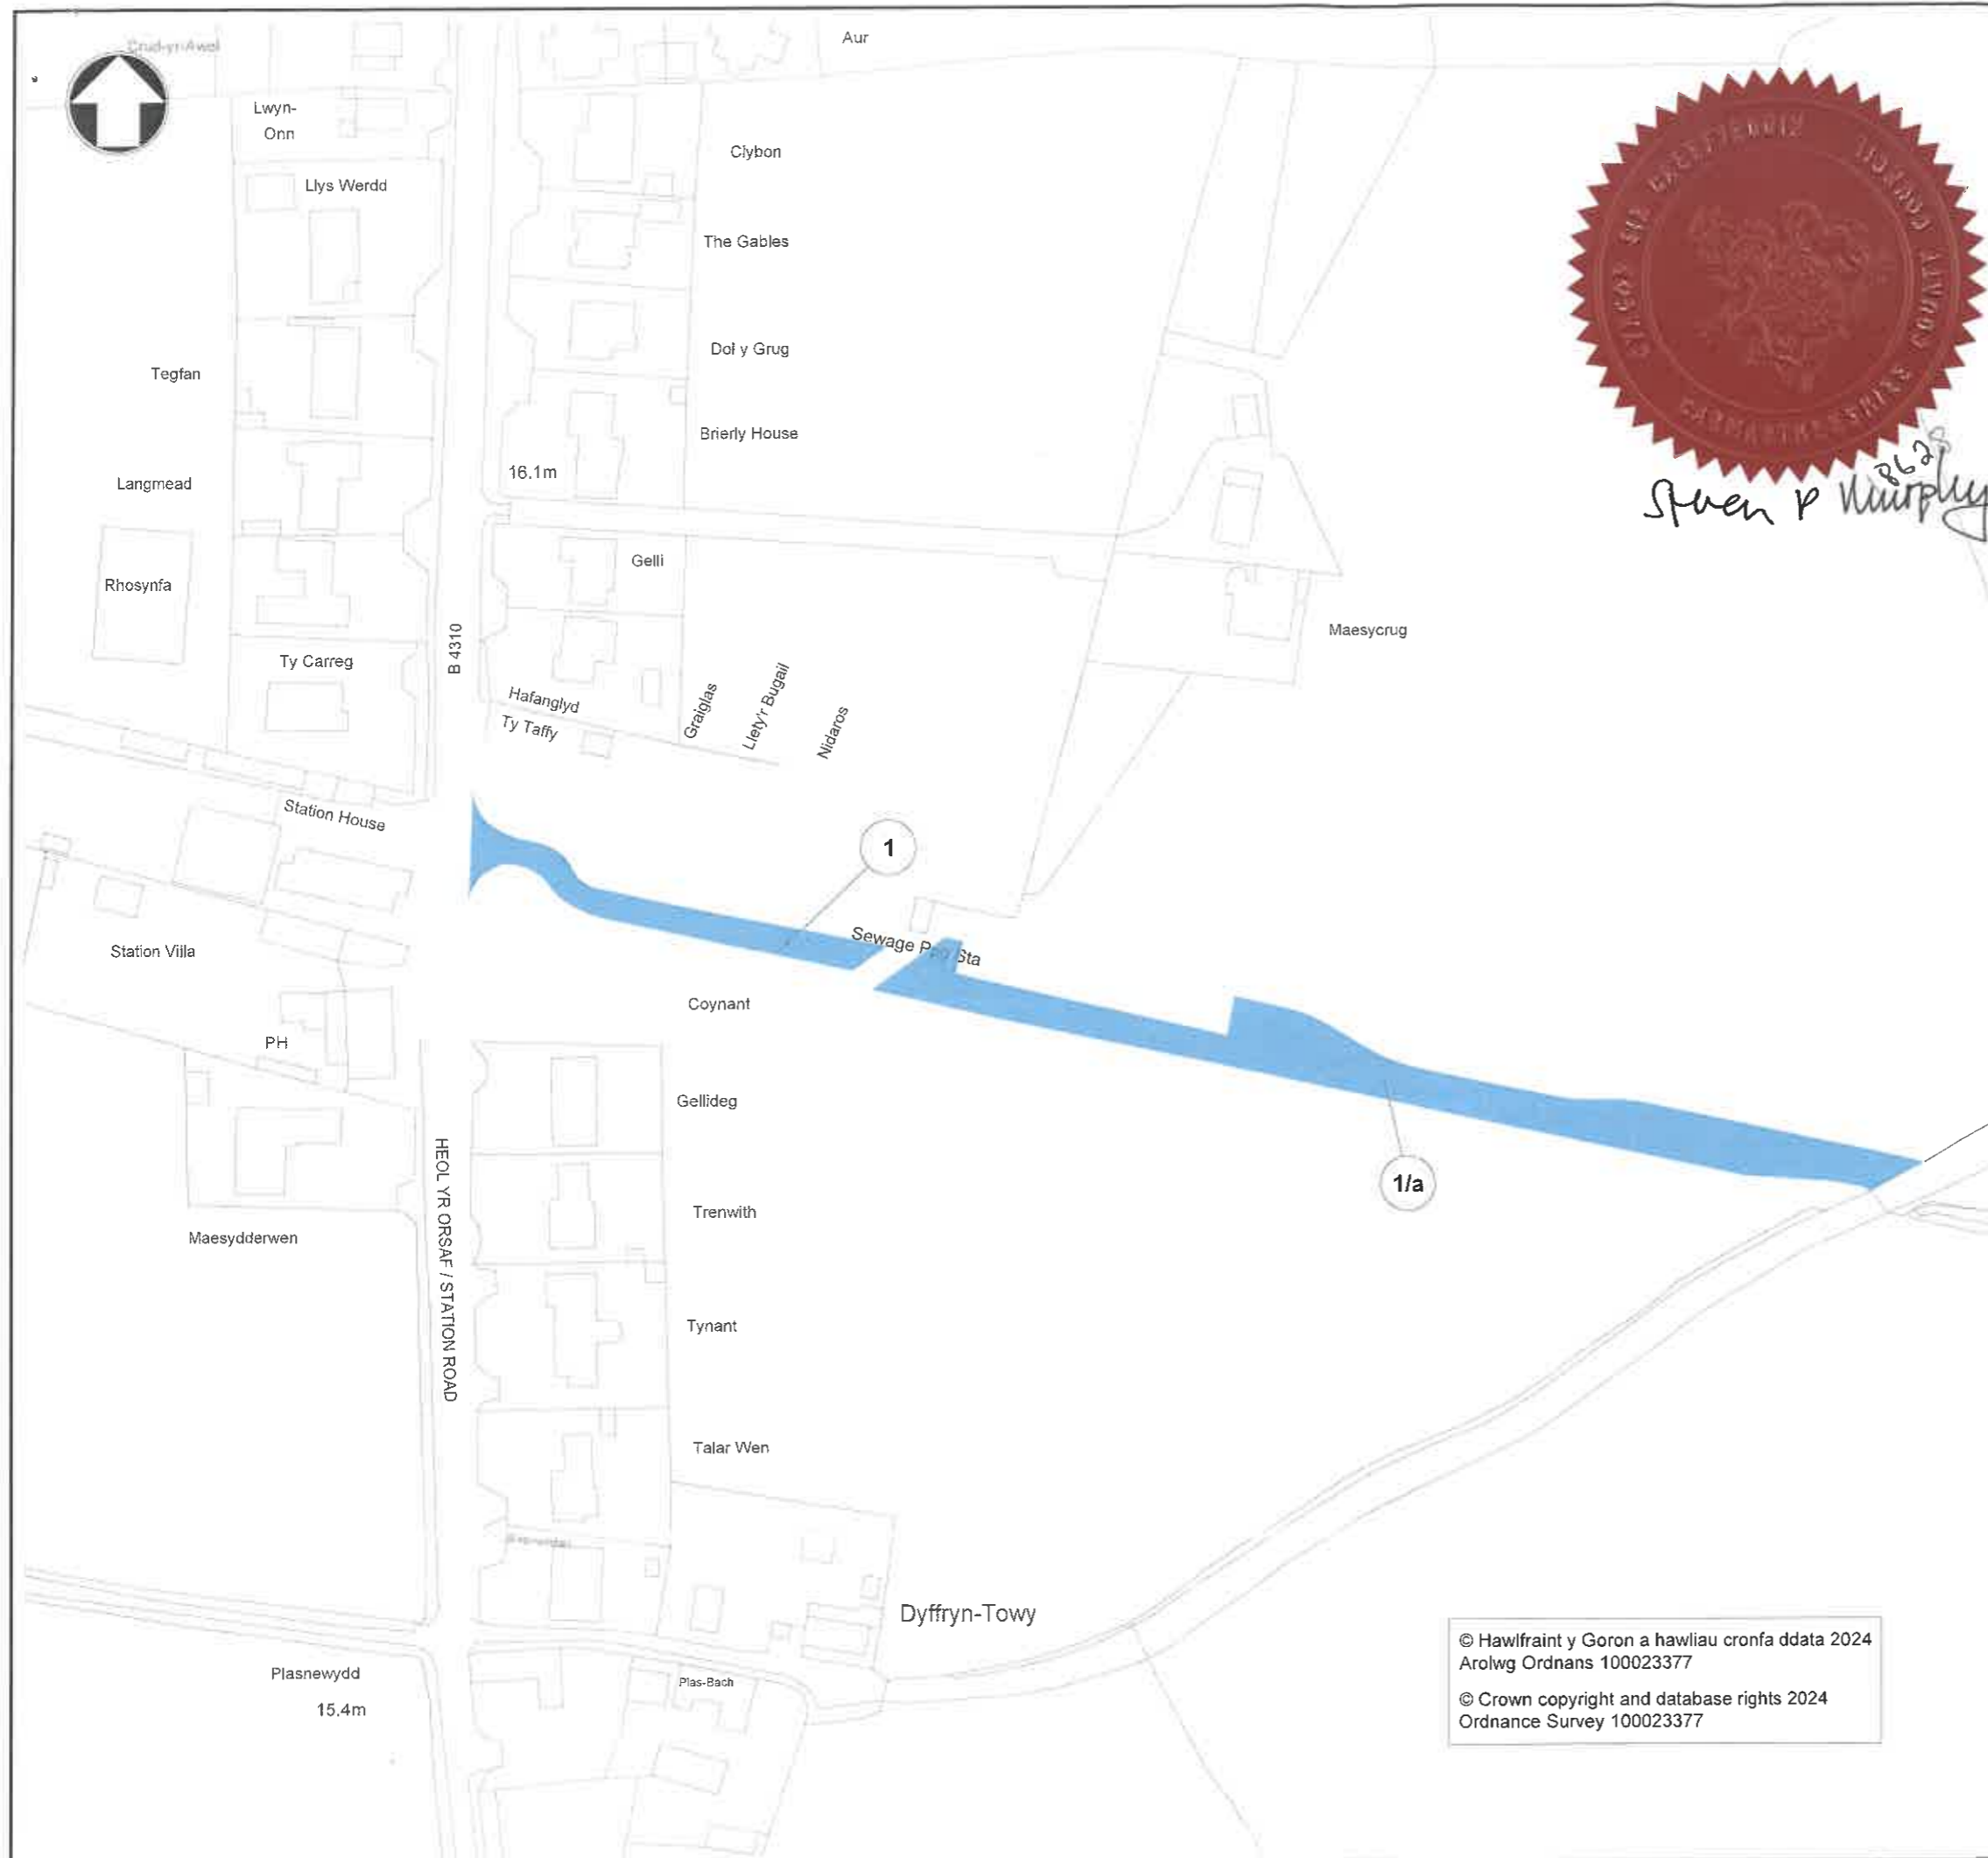 Crud-yr-Awel
Aur
Lwyn-
Onn
Clybon
Llys Werdd
The Gables
Dol y Grug
Tegfan
Brierly House
16.1m
Langmead
8628
Steven P Murphy
Gelli
Rhosynfa
B 4310
Maesycrug
Ty Carreg
Hafanglyd
Ty Taffy
Graiglas
Llety'r Bugail
Nidaros
Station House
1
Sewage Ppg Sta
Station Villa
Coynant
PH
Gellideg
1/a
HEOL YR ORSAF / STATION ROAD
Trenwith
Maesydderwen
Tynant
Talar Wen
Dyffryn-Towy
Plasnewydd
Plas-Bach
15.4m
© Hawlfraint y Goron a hawliau cronfa ddata 2024
Arolwg Ordnans 100023377
© Crown copyright and database rights 2024
Ordnance Survey 100023377